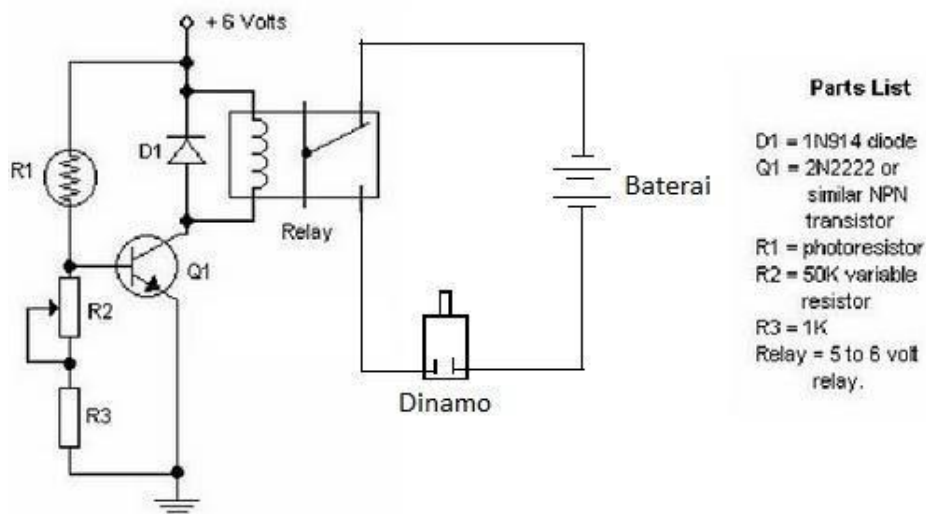 + 6 Volts
R1
D1
Relay
Q1
R2
R3
Baterai
Dinamo
Parts List
D1 = 1N914 diode
Q1 = 2N2222 or
similar NPN
transistor
R1 = photoresistor
R2 = 50K variable
resistor
R3 = 1K
Relay = 5 to 6 volt
relay.